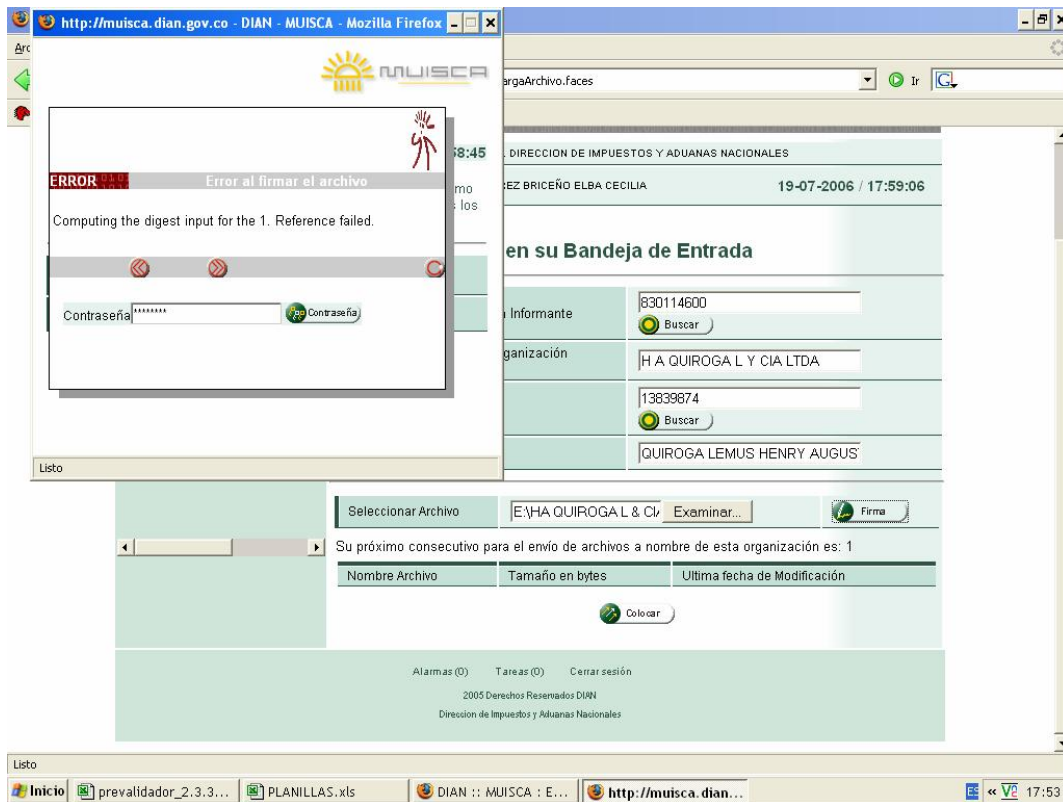 http://muisca.dian.gov.co - DIAN - MUISCA - Mozilla Firefox
Arc
argaArchivo.faces
Ir
G
MUISCA
58:45
DIRECCION DE IMPUESTOS Y ADUANAS NACIONALES
ERROR
Error al firmar el archivo
mo
los
EZ BRICEÑO ELBA CECILIA
19-07-2006 / 17:59:06
Computing the digest input for the 1. Reference failed.
en su Bandeja de Entrada
Contraseña
********
Contraseña
Informante
830114600
Buscar
ganización
H A QUIROGA L Y CIA LTDA
13839874
Buscar
QUIROGA LEMUS HENRY AUGUS
Listo
Seleccionar Archivo
E:\HA QUIROGA L & CI
Examinar...
Firma
Su próximo consecutivo para el envío de archivos a nombre de esta organización es: 1
Nombre Archivo
Tamaño en bytes
Ultima fecha de Modificación
Colocar
Alarmas (0)
Tareas (0)
Cerrar sesión
2005 Derechos Reservados DIAN
Direccion de Impuestos y Aduanas Nacionales
Listo
Inicio
prevalidador_2.3.3...
PLANILLAS.xls
DIAN :: MUISCA : E...
http://muisca.dian...
ES
«
17:53